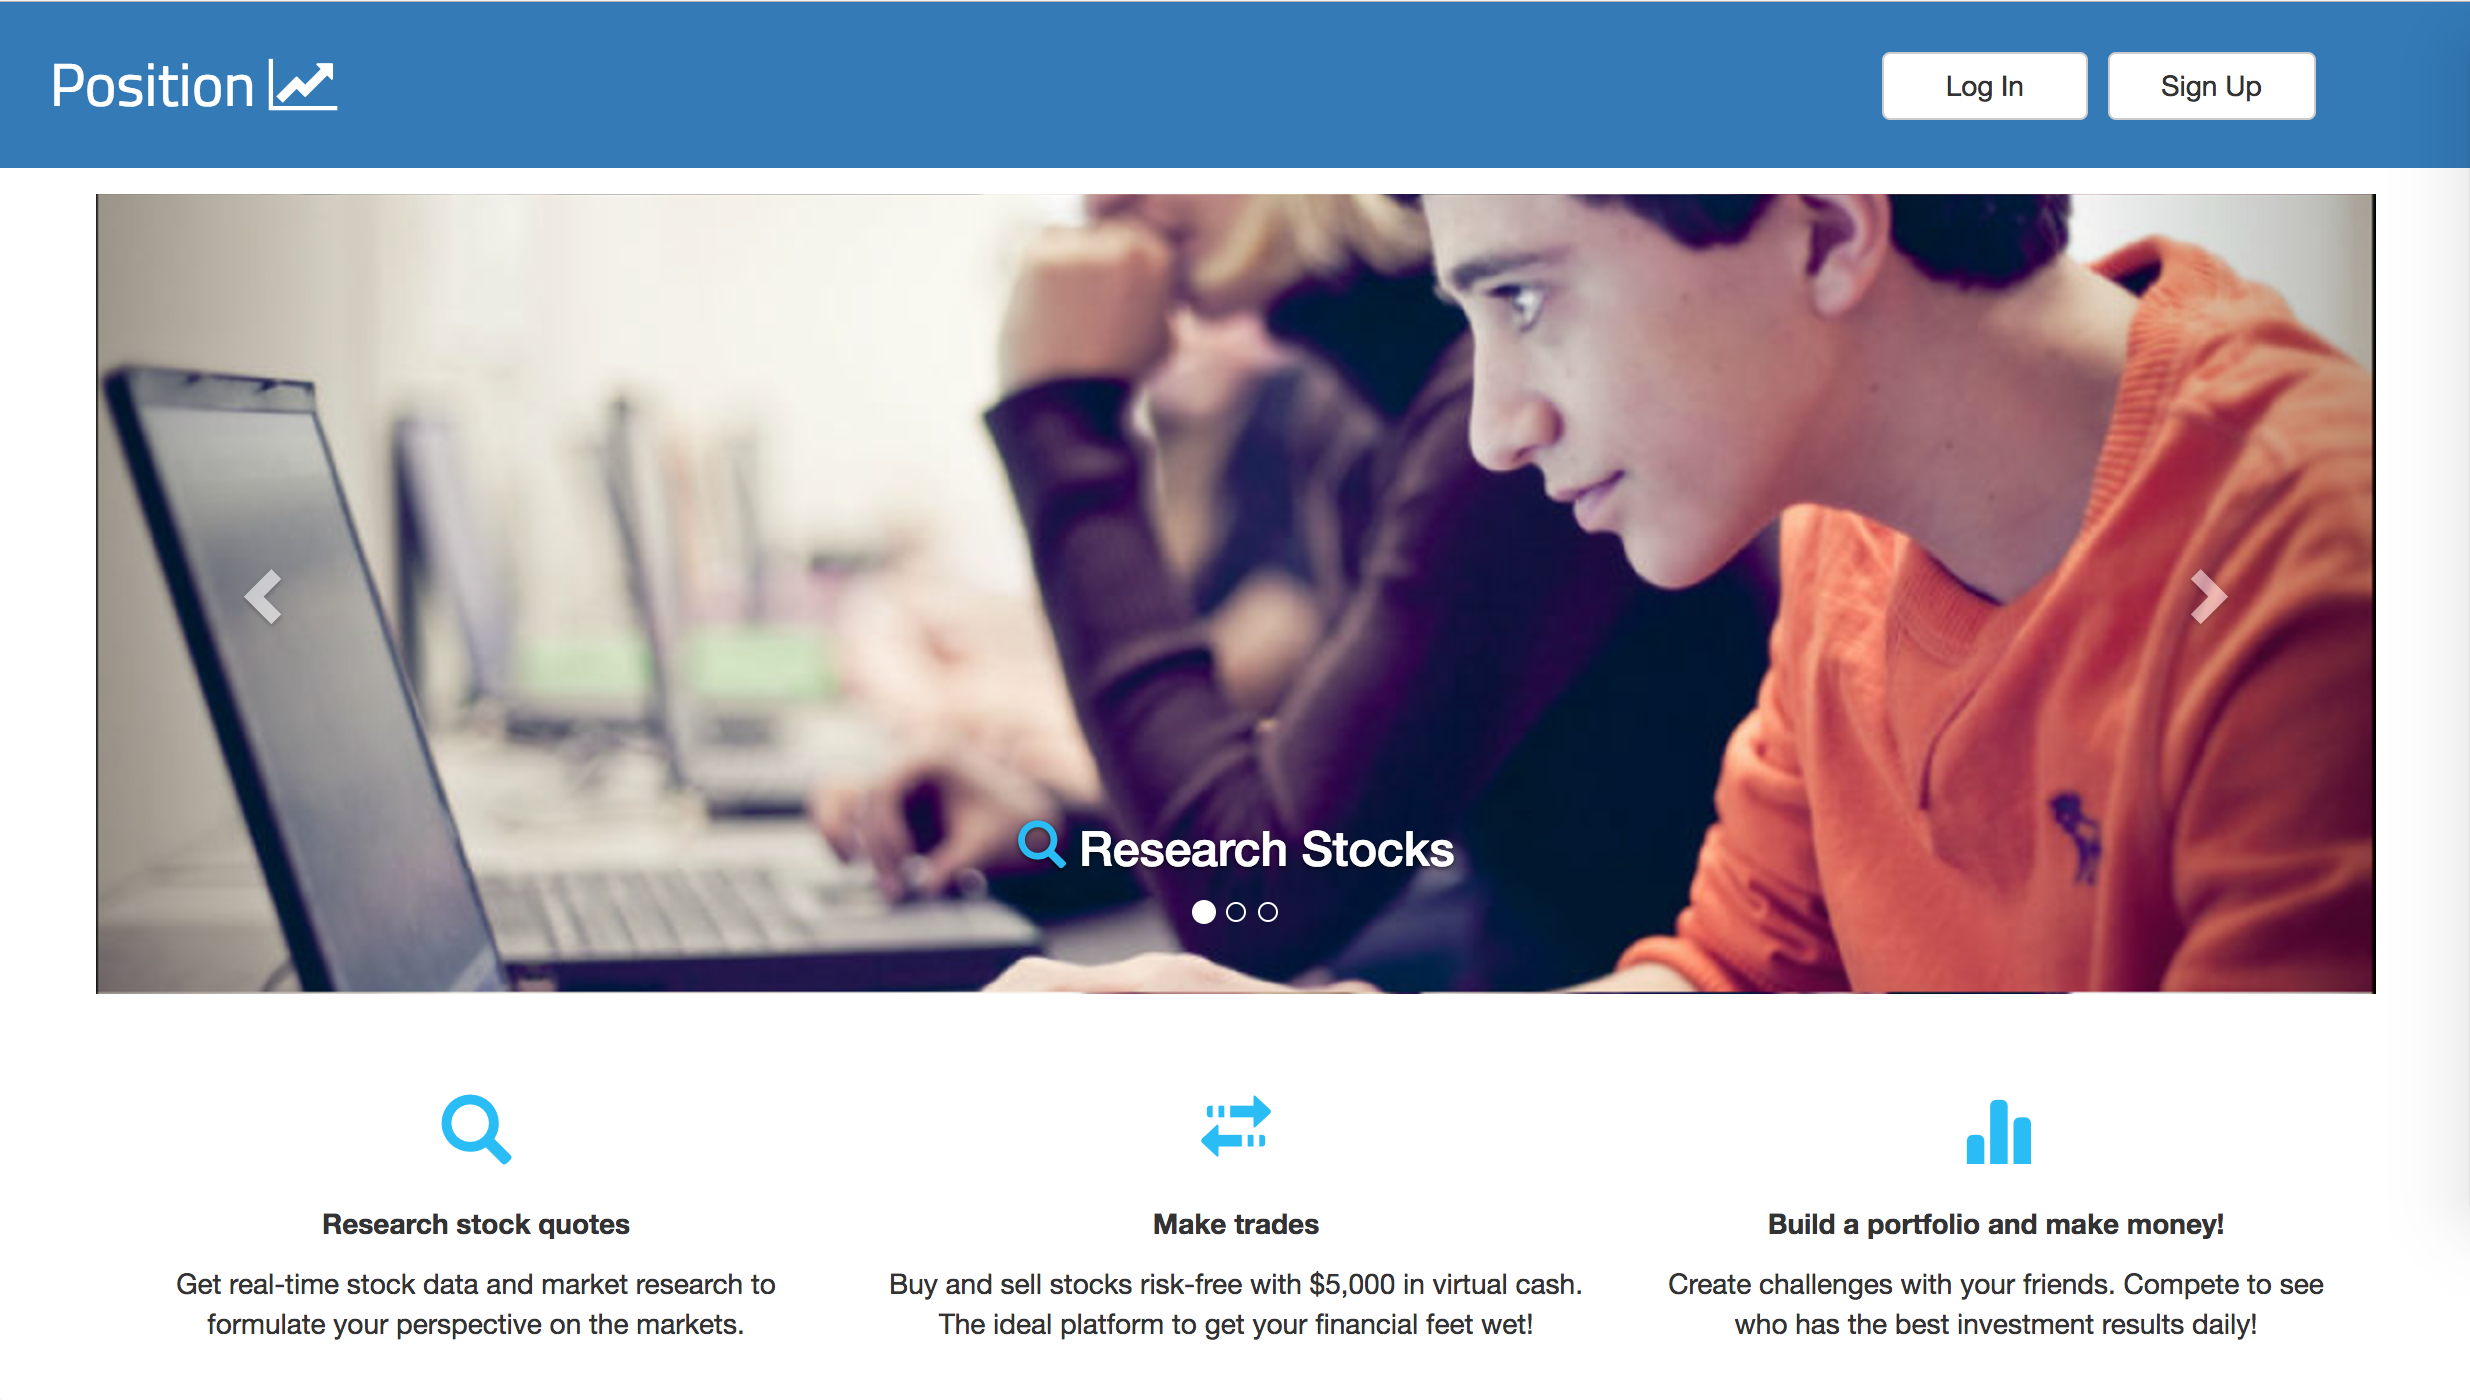 Position
Log In
Sign Up
Research Stocks
Research stock quotes
Get real-time stock data and market research to
formulate your perspective on the markets.
Make trades
Buy and sell stocks risk-free with $5,000 in virtual cash.
The ideal platform to get your financial feet wet!
Build a portfolio and make money!
Create challenges with your friends. Compete to see
who has the best investment results daily!